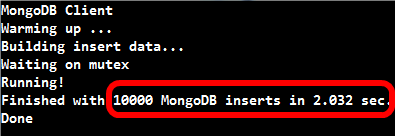 MongoDB Client
Warming up ...
Building insert data...
Waiting on mutex
Running!
Finished with 10000 MongoDB inserts in 2.032 sec.
Done